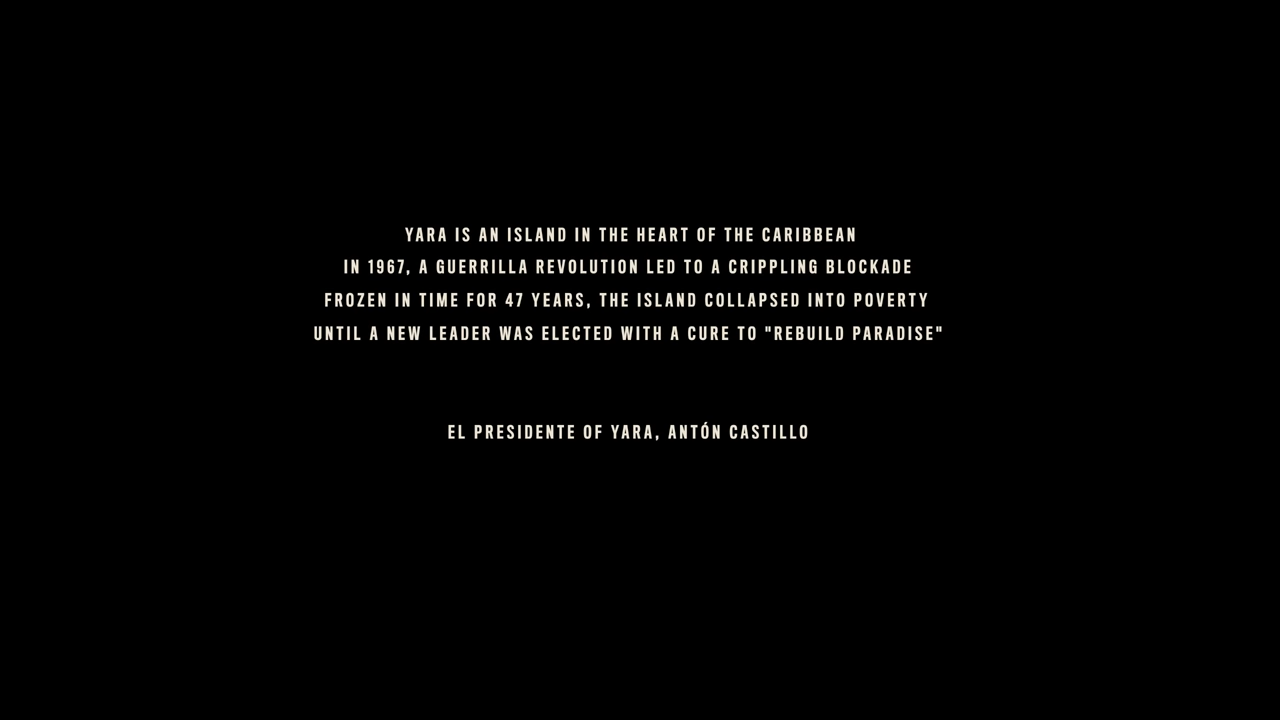 YARA IS AN ISLAND IN THE HEART OF THE CARIBBEAN
IN 1967, A GUERRILLA REVOLUTION LED TO A CRIPPLING BLOCKADE
FROZEN IN TIME FOR 47 YEARS, THE ISLAND COLLAPSED INTO POVERTY
UNTIL A NEW LEADER WAS ELECTED WITH A CURE TO "REBUILD PARADISE"
EL PRESIDENTE OF YARA, ANTÓN CASTILLO